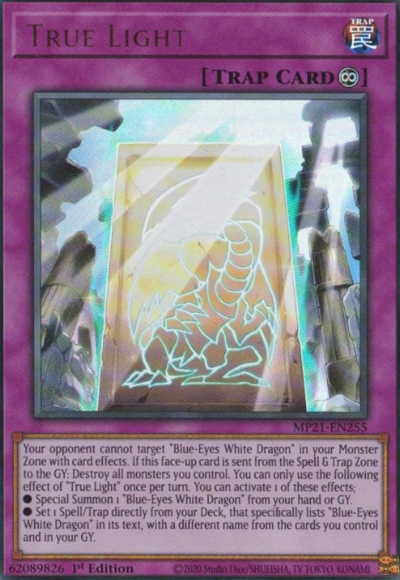 True Light
TRAP
罠
[Trap Card∞]
MP21-EN255
Your opponent cannot target "Blue-Eyes White Dragon" in your Monster
Zone with card effects. If this face-up card is sent from the Spell & Trap Zone
to the GY: Destroy all monsters you control. You can only use the following
effect of "True Light" once per turn. You can activate 1 of these effects;
● Special Summon 1 "Blue-Eyes White Dragon" from your hand or GY.
● Set 1 Spell/Trap directly from your Deck, that specifically lists "Blue-Eyes
White Dragon" in its text, with a different name from the cards you control
and in your GY.
62089826 1st Edition
©2020 Studio Dice/SHUEISHA, TV TOKYO, KONAMI